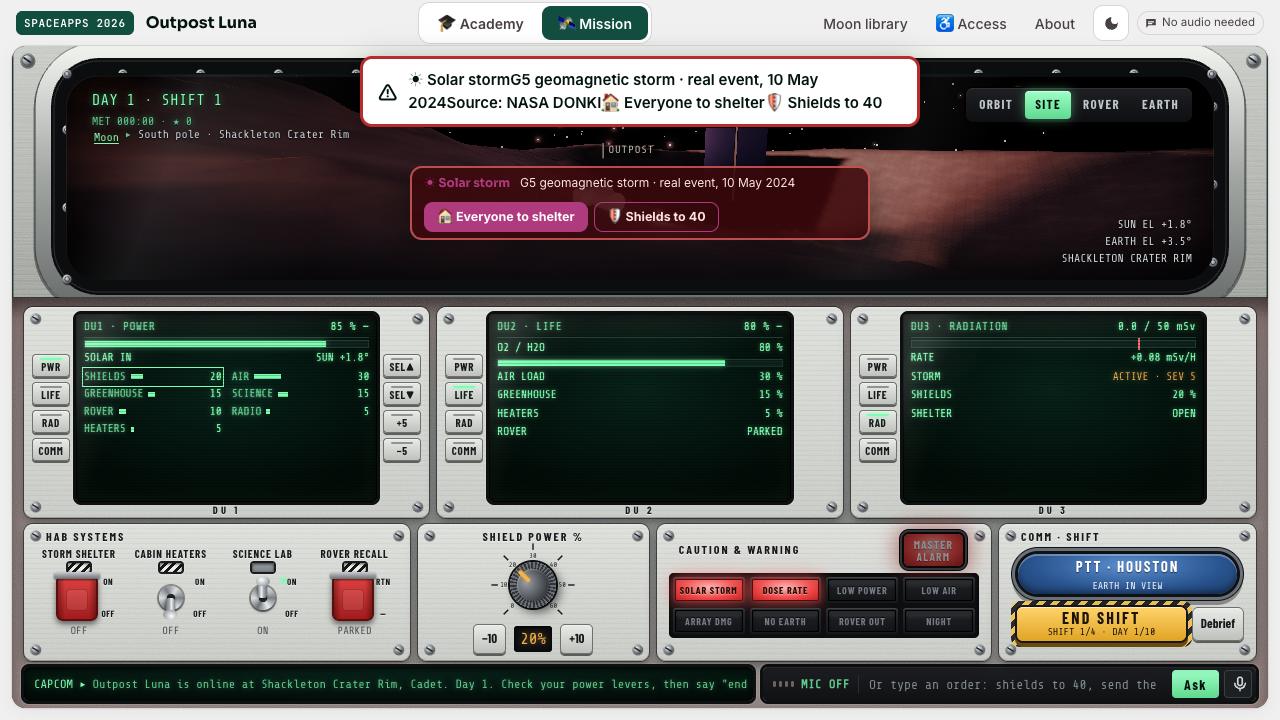 SPACEAPPS 2026 Outpost Luna
🎓 Academy 🛰️ Mission
Moon library ♿ Access About No audio needed
☀ Solar stormG5 geomagnetic storm · real event, 10 May
2024Source: NASA DONKI🏠 Everyone to shelter🛡 Shields to 40
DAY 1 · SHIFT 1
MET 000:00 · ★ 0
Moon ▸ South pole · Shackleton Crater Rim
ORBIT SITE ROVER EARTH
OUTPOST
Solar storm G5 geomagnetic storm · real event, 10 May 2024
🏠 Everyone to shelter 🛡 Shields to 40
SUN EL +1.8°
EARTH EL +3.5°
SHACKLETON CRATER RIM
PWR
LIFE
RAD
COMM
DU1 · POWER 85 % −
SOLAR IN SUN +1.8°
SHIELDS 20 AIR 30
GREENHOUSE 15 SCIENCE 15
ROVER 10 RADIO 5
HEATERS 5
SEL▲
SEL▼
+5
−5
DU 1
PWR
LIFE
RAD
COMM
DU2 · LIFE 80 % −
O2 / H2O 80 %
AIR LOAD 30 %
GREENHOUSE 15 %
HEATERS 5 %
ROVER PARKED
DU 2
PWR
LIFE
RAD
COMM
DU3 · RADIATION 0.0 / 50 mSv
RATE +0.08 mSv/H
STORM ACTIVE · SEV 5
SHIELDS 20 %
SHELTER OPEN
DU 3
HAB SYSTEMS
STORM SHELTER CABIN HEATERS SCIENCE LAB ROVER RECALL
ON ON ON RTN
OFF OFF OFF −
OFF OFF ON PARKED
SHIELD POWER %
0 10 20 30 40 50 60
−10 20% +10
CAUTION & WARNING
MASTER
ALARM
SOLAR STORM DOSE RATE LOW POWER LOW AIR
ARRAY DMG NO EARTH ROVER OUT NIGHT
COMM · SHIFT
PTT · HOUSTON
EARTH IN VIEW
END SHIFT
SHIFT 1/4 · DAY 1/10
Debrief
CAPCOM ▸ Outpost Luna is online at Shackleton Crater Rim, Cadet. Day 1. Check your power levers, then say "end
MIC OFF Or type an order: shields to 40, send the Ask